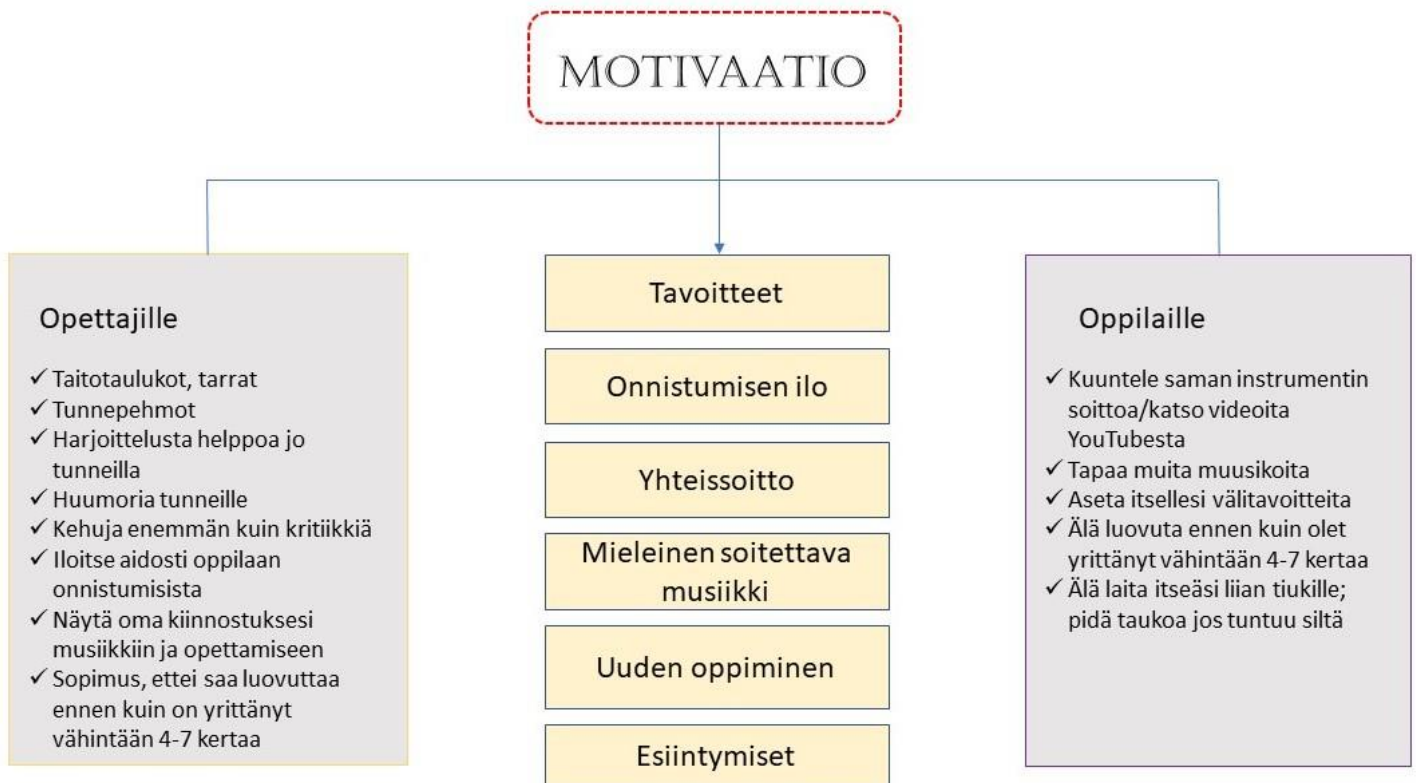 MOTIVAATIO
Opettajille
✓ Taitotaulukot, tarrat
✓ Tunnepehmot
✓ Harjoittelusta helppoa jo
tunneilla
✓ Huumoria tunneille
✓ Kehuja enemmän kuin kritiikkiä
✓ Iloitse aidosti oppilaan
onnistumisista
✓ Näytä oma kiinnostuksesi
musiikkiin ja opettamiseen
✓ Sopimus, ettei saa luovuttaa
ennen kuin on yrittänyt
vähintään 4-7 kertaa
Tavoitteet
Onnistumisen ilo
Yhteissoitto
Mieleinen soitettava
musiikki
Uuden oppiminen
Esiintymiset
Oppilaille
✓ Kuuntele saman instrumentin
soittoa/katso videoita
YouTubesta
✓ Tapaa muita muusikoita
✓ Aseta itsellesi välitavoitteita
✓ Älä luovuta ennen kuin olet
yrittänyt vähintään 4-7 kertaa
✓ Älä laita itseäsi liian tiukille;
pidä taukoa jos tuntuu siltä